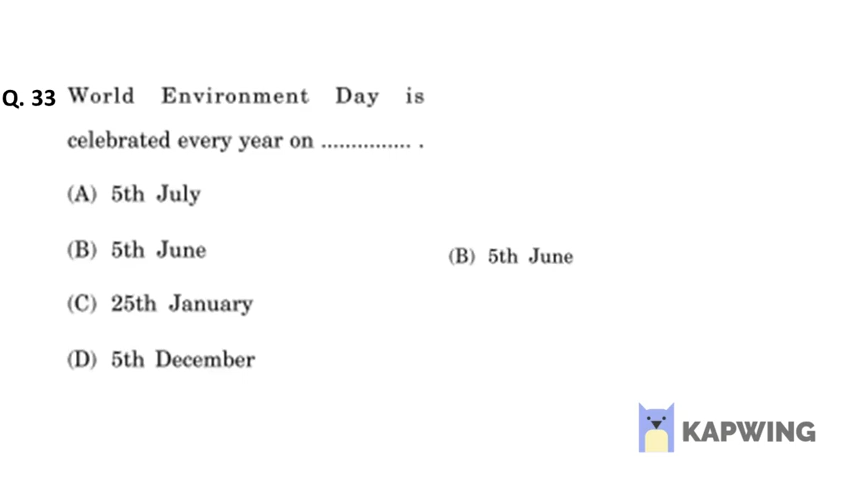 Q. 33 World Environment Day is
celebrated every year on ............... .
(A) 5th July
(B) 5th June
(C) 25th January
(D) 5th December
(B) 5th June
KAPWING